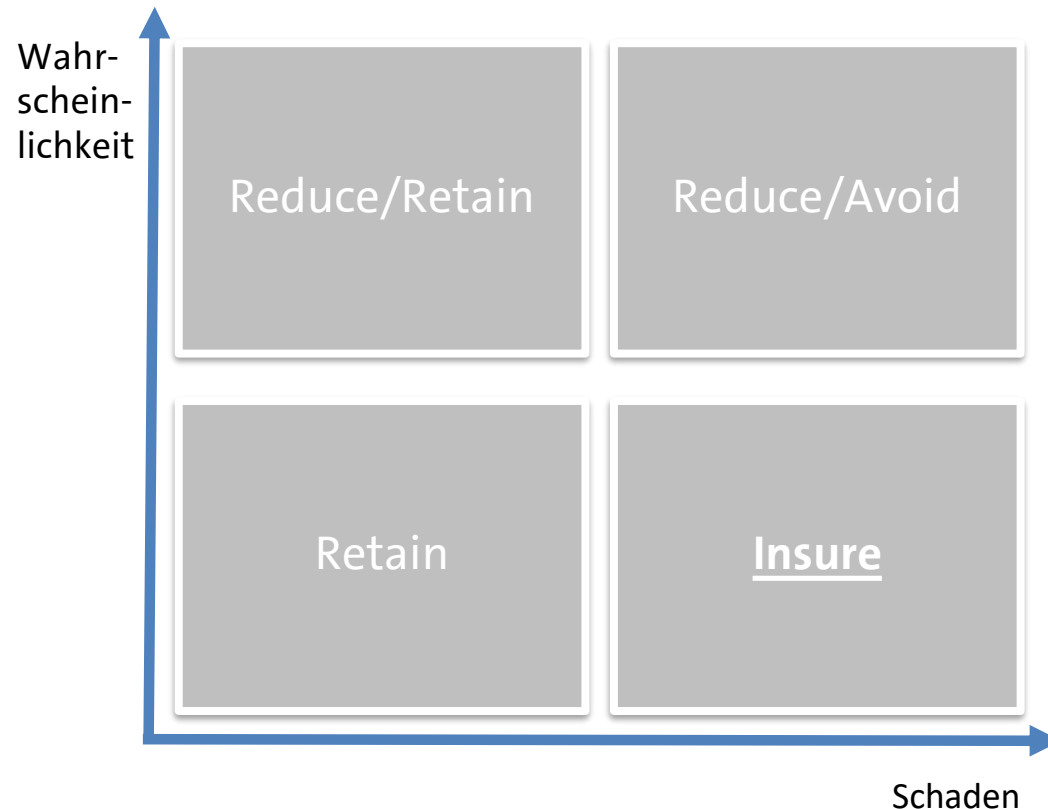 Wahr-
schein-
lichkeit
Reduce/Retain
Reduce/Avoid
Retain
Insure
Schaden